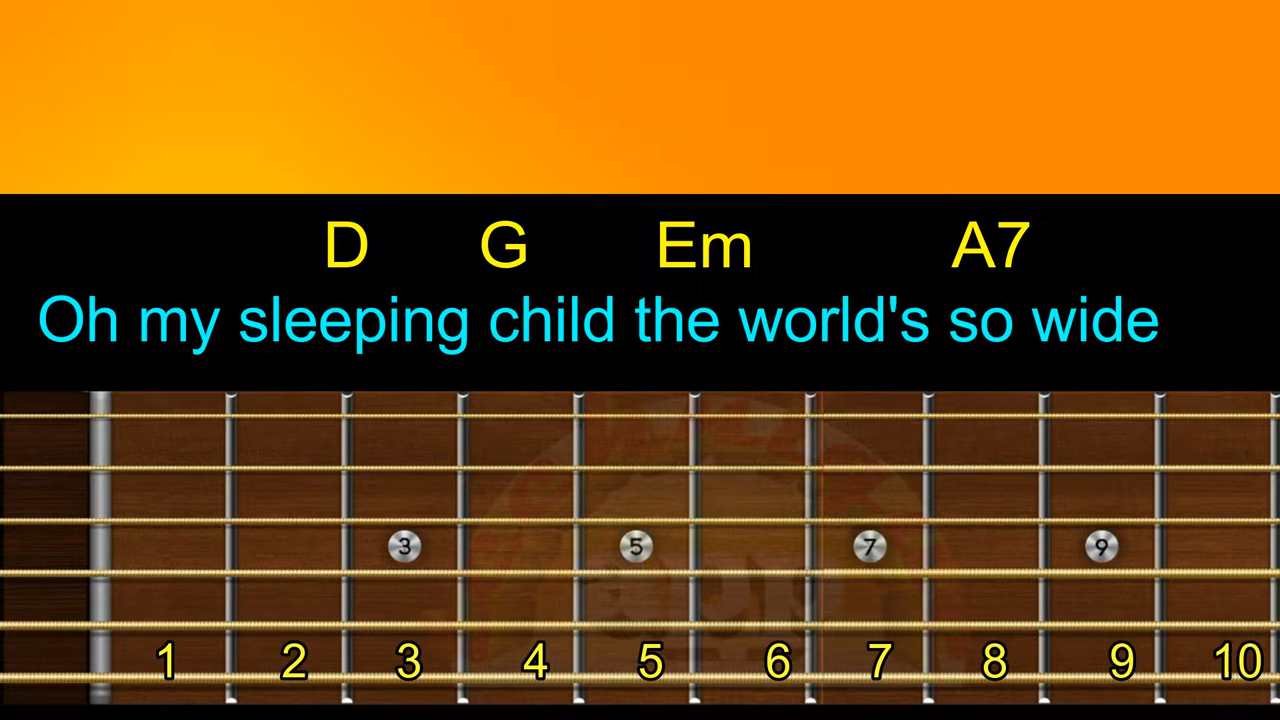 D G Em A7
Oh my sleeping child the world's so wide
3 5 7 9
1 2 3 4 5 6 7 8 9 10
app